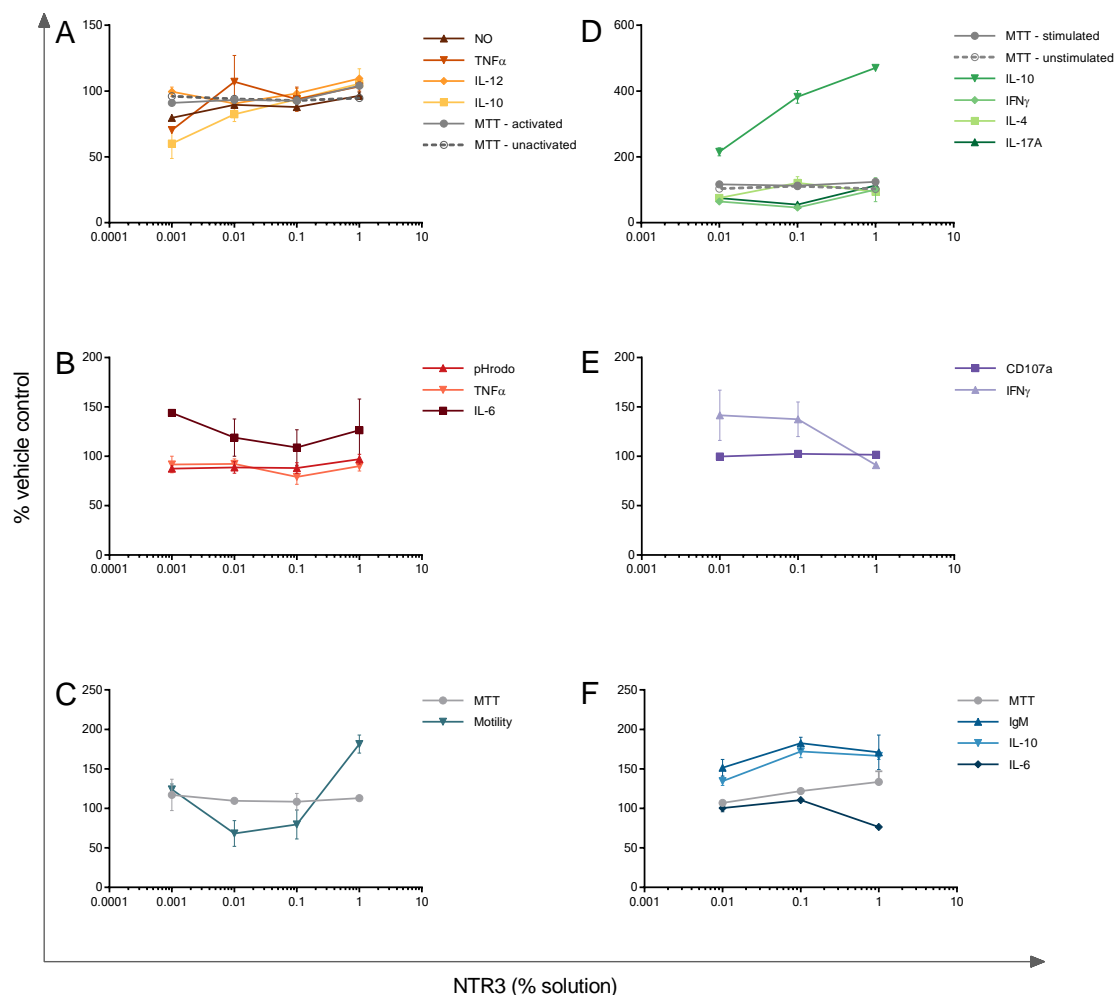 A
150
100
50
0
0.0001 0.001 0.01 0.1 1 10
NO
TNFα
IL-12
IL-10
MTT - activated
MTT - unactivated
D
600
400
200
0
0.001 0.01 0.1 1 10
MTT - stimulated
MTT - unstimulated
IL-10
IFNγ
IL-4
IL-17A
B
200
150
100
50
0
0.0001 0.001 0.01 0.1 1 10
pHrodo
TNFα
IL-6
E
200
150
100
50
0
0.001 0.01 0.1 1 10
CD107a
IFNγ
C
250
200
150
100
50
0
0.0001 0.001 0.01 0.1 1 10
MTT
Motility
F
250
200
150
100
50
0
0.001 0.01 0.1 1 10
MTT
IgM
IL-10
IL-6
% vehicle control
NTR3 (% solution)